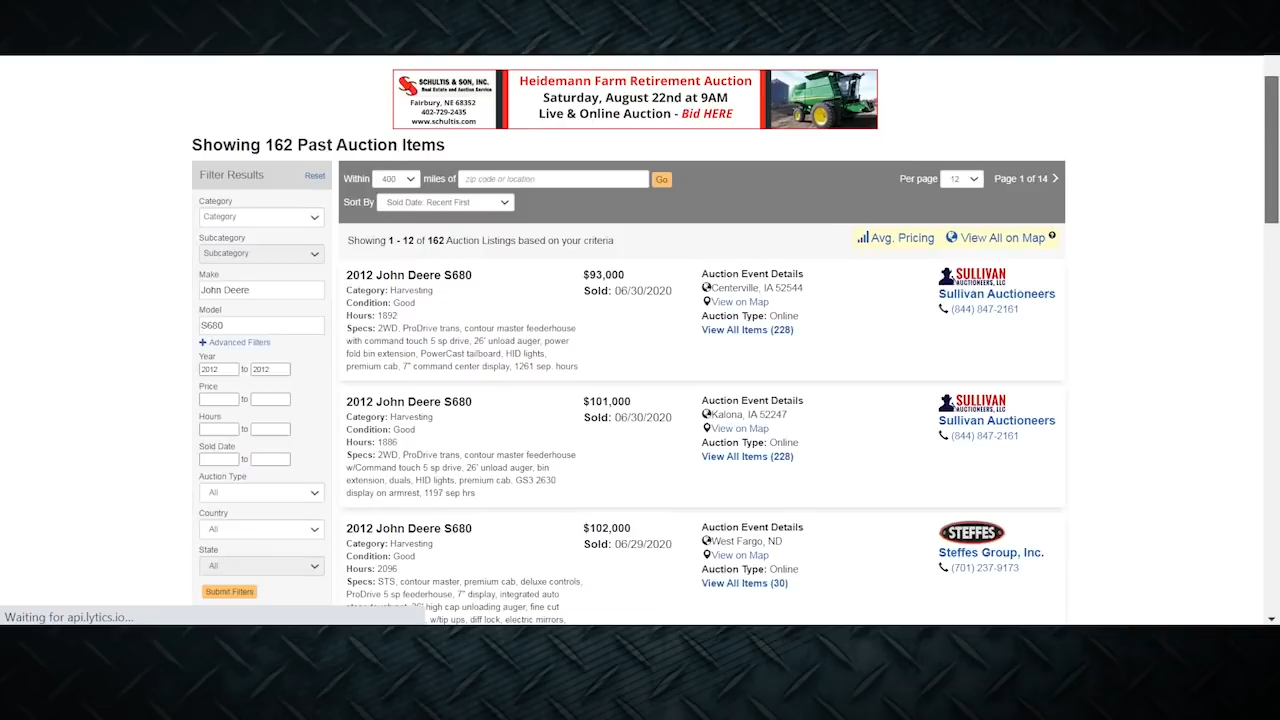 SCHULTIS & SON, INC.
Real Estate and Auction Service
Fairbury, NE 68352
402-729-2435
www.schultis.com
Heidemann Farm Retirement Auction
Saturday, August 22nd at 9AM
Live & Online Auction - Bid HERE
Showing 162 Past Auction Items
Filter Results
Reset
Category
Category
Subcategory
Subcategory
Make
John Deere
Model
S680
+ Advanced Filters
Year
2012 to 2012
Price
to
Hours
to
Sold Date
to
Auction Type
All
Country
All
State
All
Submit Filters
Within 400 miles of zip code or location Go
Per page 12 Page 1 of 14
Sort By Sold Date: Recent First
Showing 1 - 12 of 162 Auction Listings based on your criteria
Avg. Pricing View All on Map
2012 John Deere S680
Category: Harvesting
Condition: Good
Hours: 1892
Specs: 2WD, ProDrive trans, contour master feederhouse
with command touch 5 sp drive, 26' unload auger, power
fold bin extension, PowerCast tailboard, HID lights,
premium cab, 7" command center display, 1261 sep. hours
$93,000
Sold: 06/30/2020
Auction Event Details
Centerville, IA 52544
View on Map
Auction Type: Online
View All Items (228)
SULLIVAN
AUCTIONEERS, LLC
Sullivan Auctioneers
(844) 847-2161
2012 John Deere S680
Category: Harvesting
Condition: Good
Hours: 1886
Specs: 2WD, ProDrive trans, contour master feederhouse
w/Command touch 5 sp drive, 26' unload auger, bin
extension, duals, HID lights, premium cab, GS3 2630
display on armrest, 1197 sep hrs
$101,000
Sold: 06/30/2020
Auction Event Details
Kalona, IA 52247
View on Map
Auction Type: Online
View All Items (228)
SULLIVAN
AUCTIONEERS, LLC
Sullivan Auctioneers
(844) 847-2161
2012 John Deere S680
Category: Harvesting
Condition: Good
Hours: 2096
Specs: STS, contour master, premium cab, deluxe controls,
ProDrive 5 sp feederhouse, 7" display, integrated auto
high cap unloading auger, fine cut
w/tip ups, diff lock, electric mirrors,
$102,000
Sold: 06/29/2020
Auction Event Details
West Fargo, ND
View on Map
Auction Type: Online
View All Items (30)
STEFFES
Steffes Group, Inc.
(701) 237-9173
Waiting for api.lytics.io...